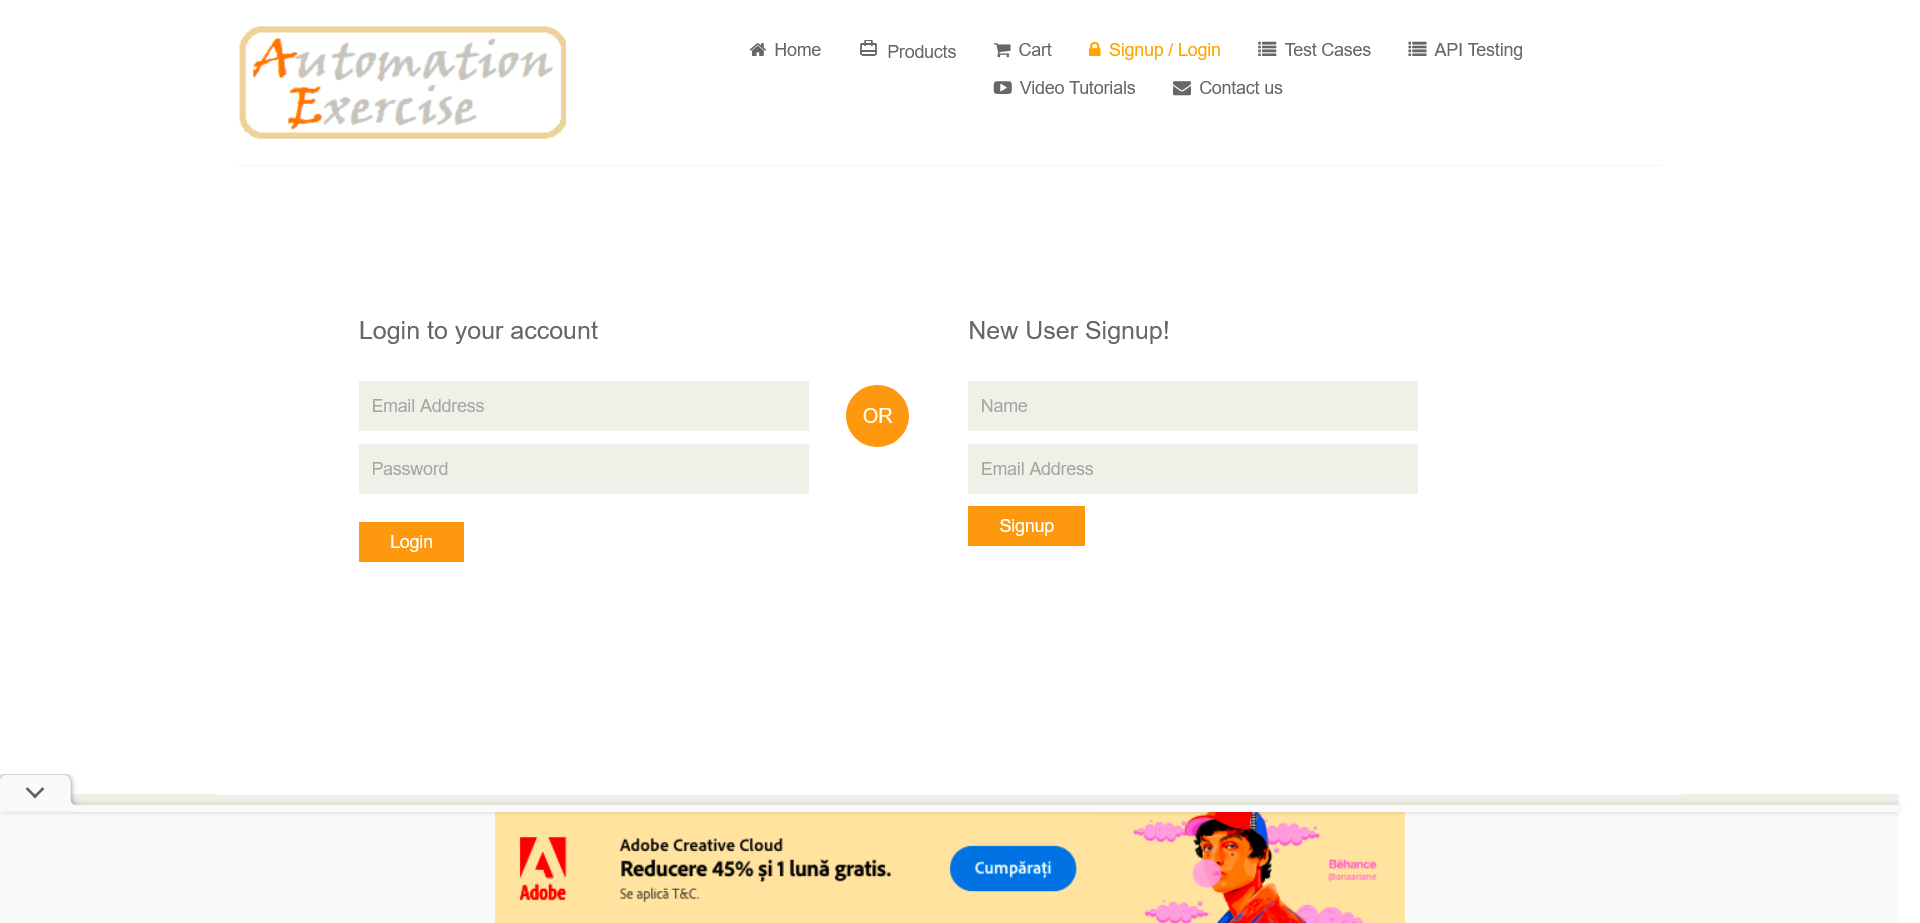 Automation
Exercise
Home
Products
Cart
Signup / Login
Test Cases
API Testing
Video Tutorials
Contact us
Login to your account
Email Address
Password
Login
OR
New User Signup!
Name
Email Address
Signup
Adobe
Adobe Creative Cloud
Reducere 45% și 1 lună gratis.
Se aplică T&C.
Cumpărați
Bēhance
@anaariane